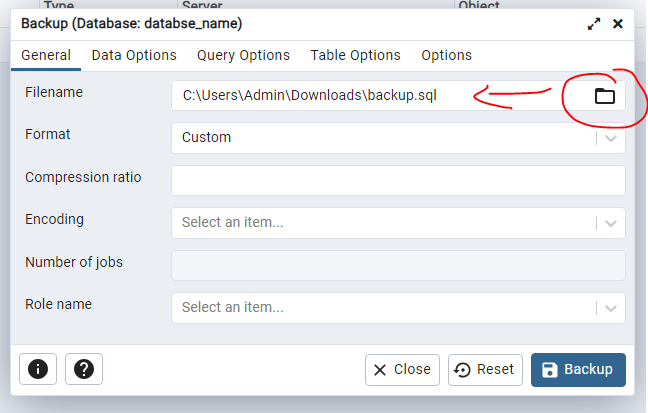 Type Server Object
Backup (Database: databse_name)
General Data Options Query Options Table Options Options
Filename C:\Users\Admin\Downloads\backup.sql
Format Custom
Compression ratio
Encoding Select an item...
Number of jobs
Role name Select an item...
Close Reset Backup